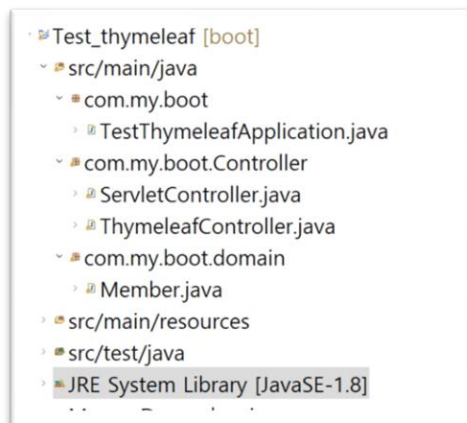 Test_thymeleaf [boot]
src/main/java
com.my.boot
TestThymeleafApplication.java
com.my.boot.Controller
ServletController.java
ThymeleafController.java
com.my.boot.domain
Member.java
src/main/resources
src/test/java
JRE System Library [JavaSE-1.8]